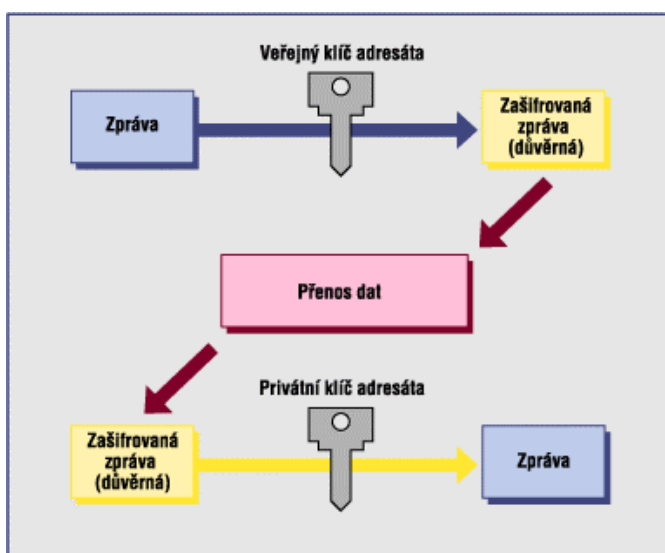 Veřejný klíč adresáta
Zpráva
Zašifrovaná
zpráva
(důvěrná)
Přenos dat
Privátní klíč adresáta
Zašifrovaná
zpráva
(důvěrná)
Zpráva